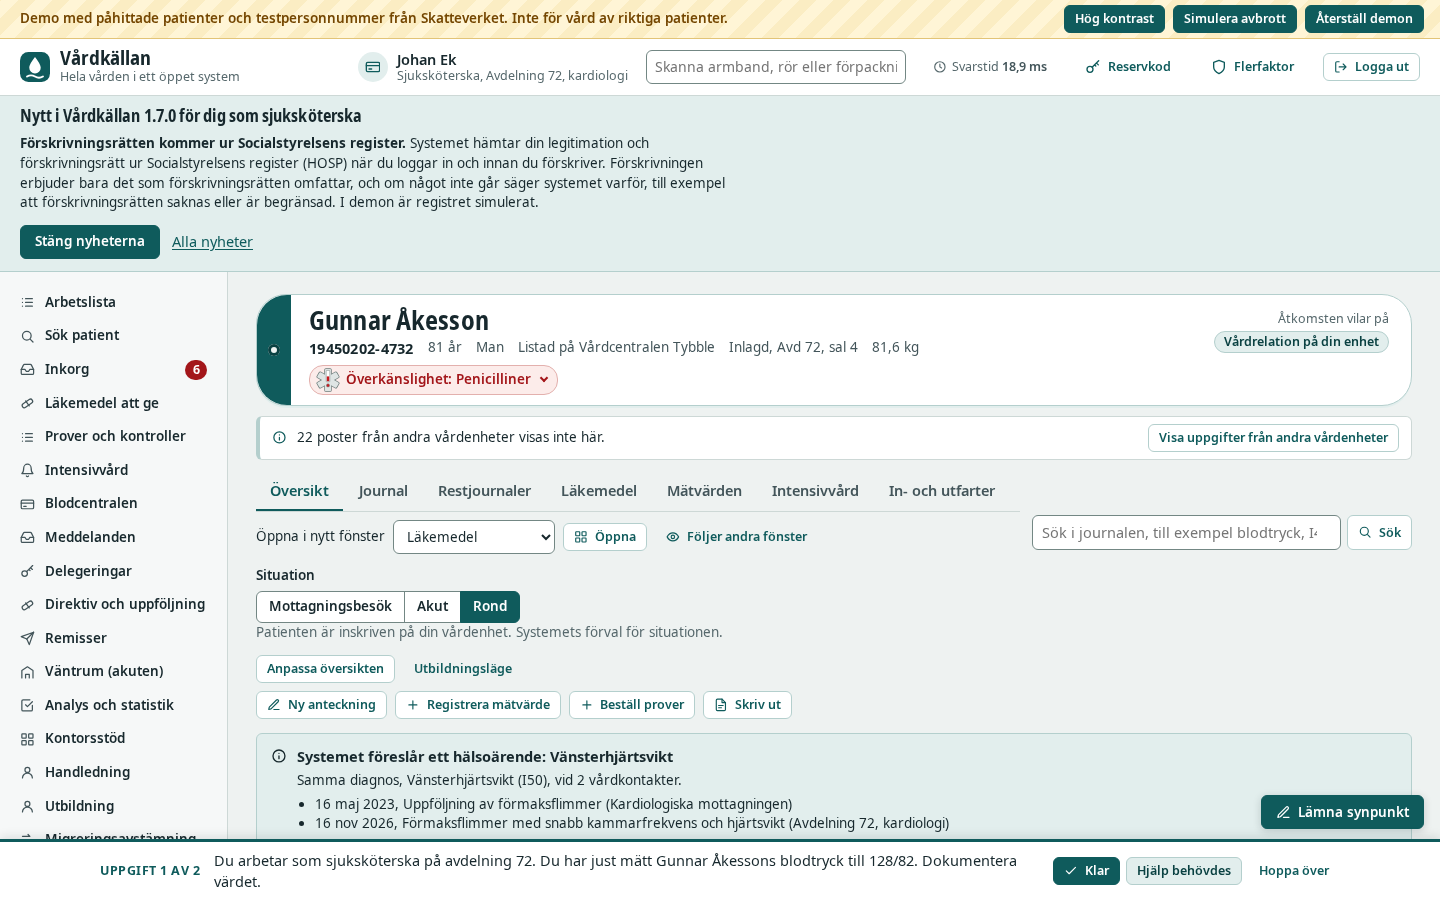 Demo med påhittade patienter och testpersonnummer från Skatteverket. Inte för vård av riktiga patienter.
Hög kontrast
Simulera avbrott
Återställ demon
Vårdkällan
Hela vården i ett öppet system
Johan Ek
Sjuksköterska, Avdelning 72, kardiologi
Skanna armband, rör eller förpackni
Svarstid 18,9 ms
Reservkod
Flerfaktor
Logga ut
Nytt i Vårdkällan 1.7.0 för dig som sjuksköterska
Förskrivningsrätten kommer ur Socialstyrelsens register. Systemet hämtar din legitimation och
förskrivningsrätt ur Socialstyrelsens register (HOSP) när du loggar in och innan du förskriver. Förskrivningen
erbjuder bara det som förskrivningsrätten omfattar, och om något inte går säger systemet varför, till exempel
att förskrivningsrätten saknas eller är begränsad. I demon är registret simulerat.
Stäng nyheterna
Alla nyheter
Arbetslista
Sök patient
Inkorg
6
Läkemedel att ge
Prover och kontroller
Intensivvård
Blodcentralen
Meddelanden
Delegeringar
Direktiv och uppföljning
Remisser
Väntrum (akuten)
Analys och statistik
Kontorsstöd
Handledning
Utbildning
Migreringsavstämning
Gunnar Åkesson
19450202-4732
81 år
Man
Listad på Vårdcentralen Tybble
Inlagd, Avd 72, sal 4
81,6 kg
Överkänslighet: Penicilliner
Åtkomsten vilar på
Vårdrelation på din enhet
22 poster från andra vårdenheter visas inte här.
Visa uppgifter från andra vårdenheter
Översikt
Journal
Restjournaler
Läkemedel
Mätvärden
Intensivvård
In- och utfarter
Öppna i nytt fönster
Läkemedel
Öppna
Följer andra fönster
Sök i journalen, till exempel blodtryck, I4
Sök
Situation
Mottagningsbesök
Akut
Rond
Patienten är inskriven på din vårdenhet. Systemets förval för situationen.
Anpassa översikten
Utbildningsläge
Ny anteckning
Registrera mätvärde
Beställ prover
Skriv ut
Systemet föreslår ett hälsoärende: Vänsterhjärtsvikt
Samma diagnos, Vänsterhjärtsvikt (I50), vid 2 vårdkontakter.
16 maj 2023, Uppföljning av förmaksflimmer (Kardiologiska mottagningen)
16 nov 2026, Förmaksflimmer med snabb kammarfrekvens och hjärtsvikt (Avdelning 72, kardiologi)
Lämna synpunkt
UPPGIFT 1 AV 2
Du arbetar som sjuksköterska på avdelning 72. Du har just mätt Gunnar Åkessons blodtryck till 128/82. Dokumentera
värdet.
Klar
Hjälp behövdes
Hoppa över